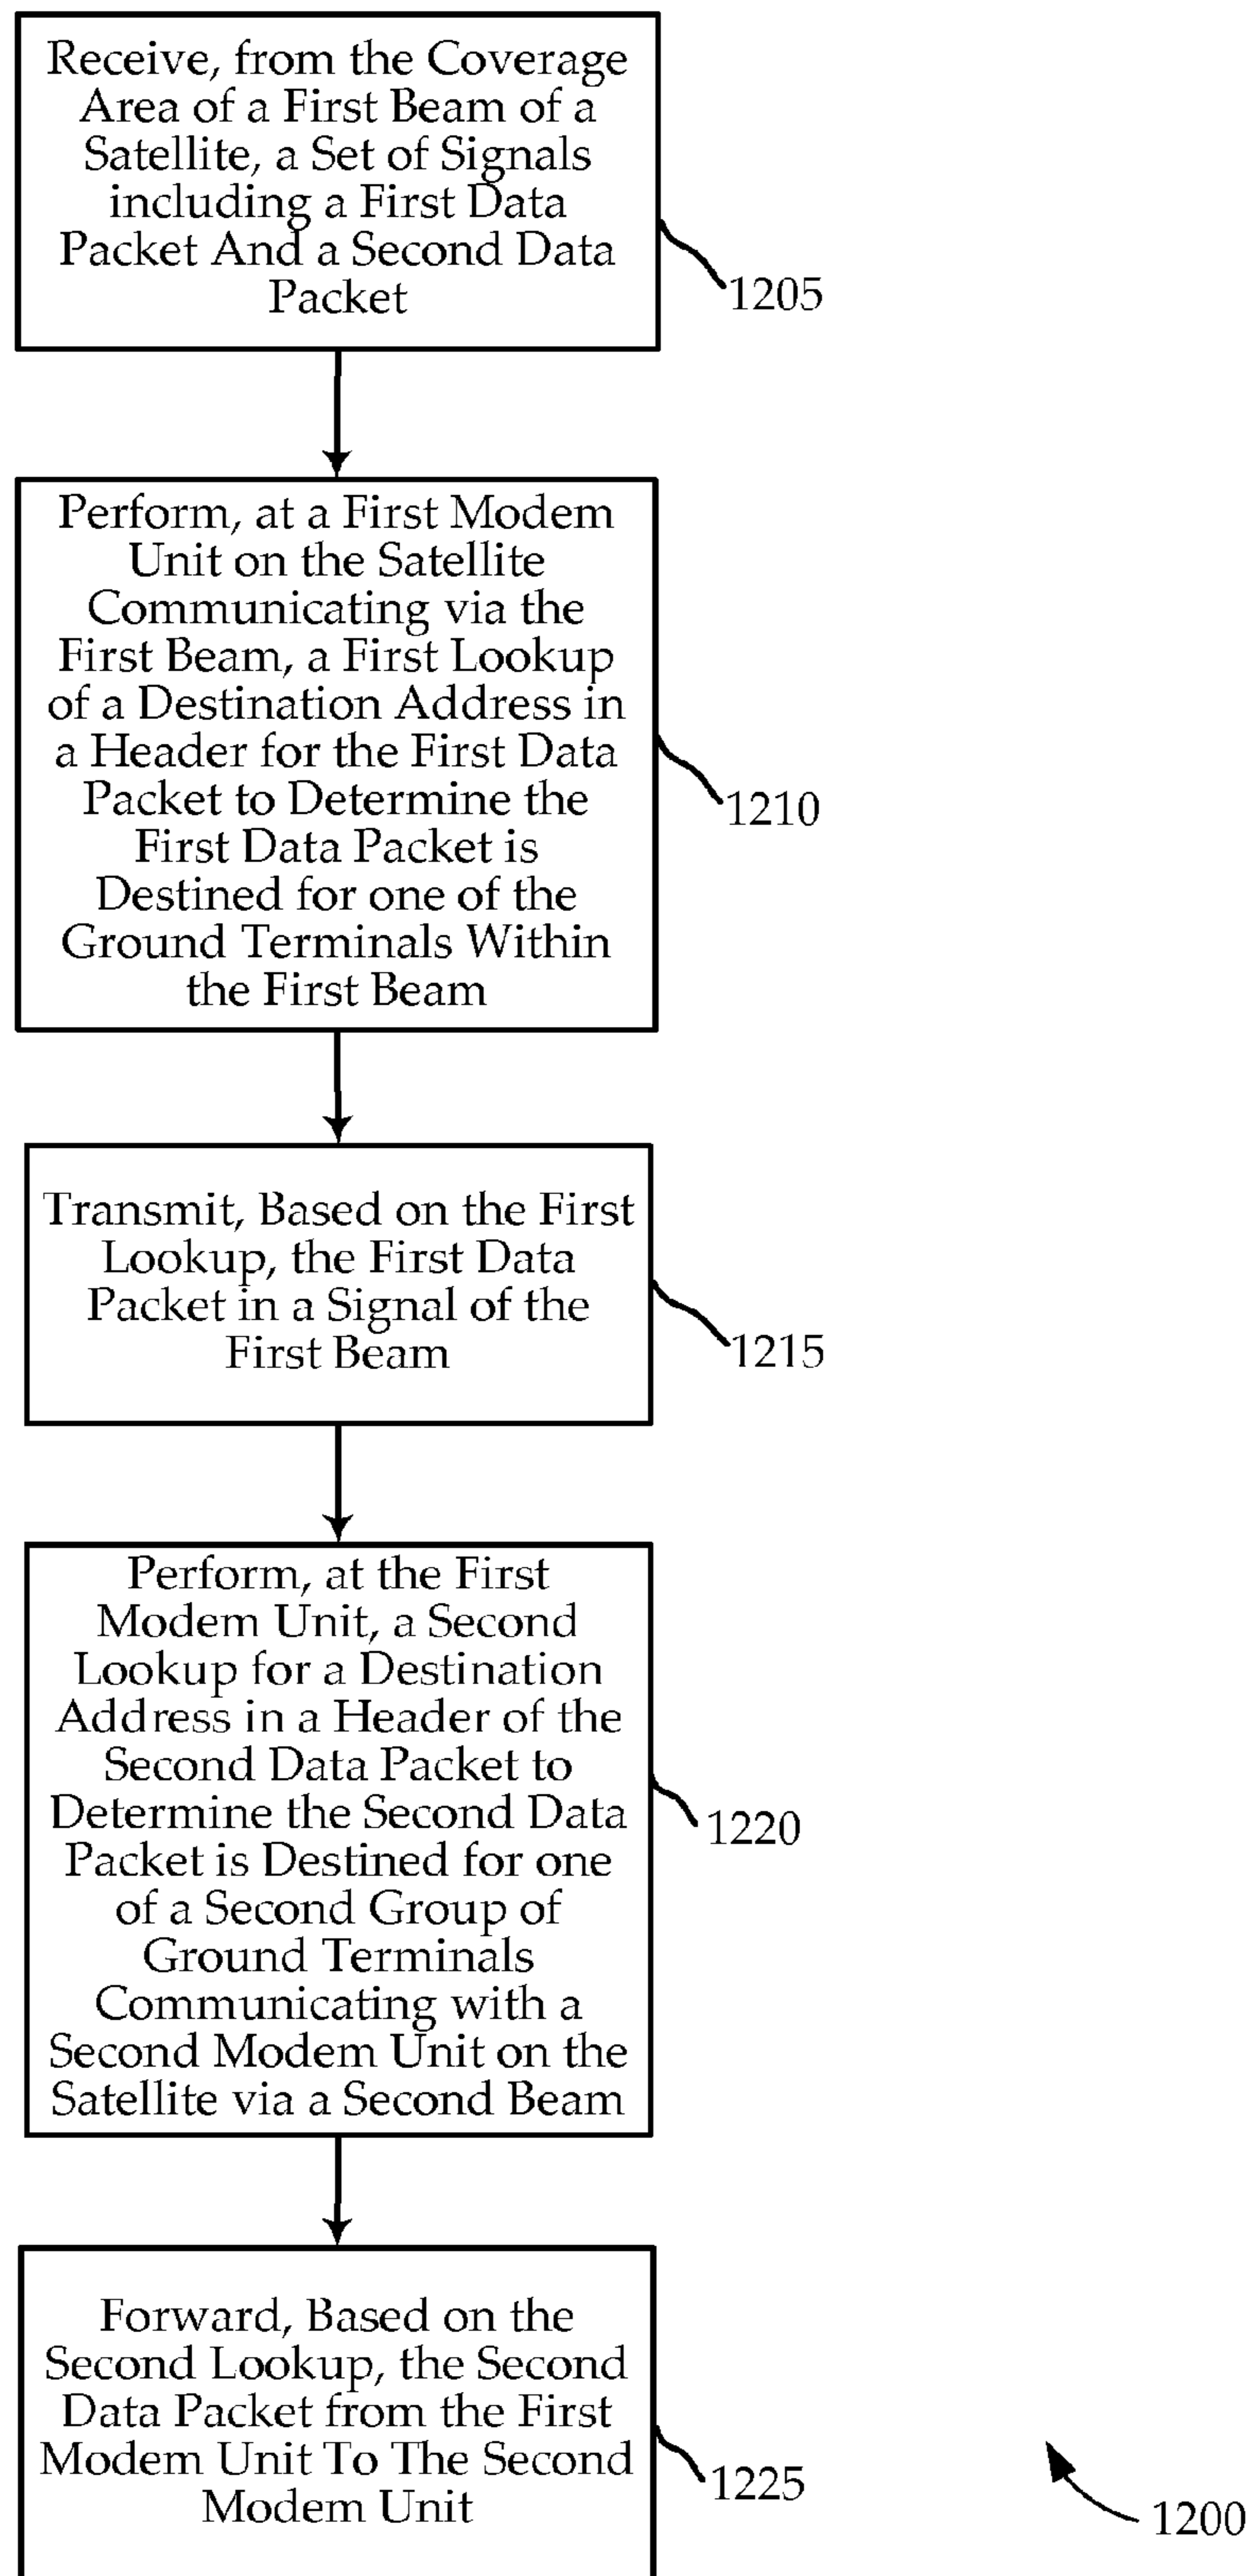 Receive, from the Coverage
Area of a First Beam of a
Satellite, a Set of Signals
including a First Data
Packet And a Second Data
Packet
1205
Perform, at a First Modem
Unit on the Satellite
Communicating via the
First Beam, a First Lookup
of a Destination Address in
a Header for the First Data
Packet to Determine the
First Data Packet is
Destined for one of the
Ground Terminals Within
the First Beam
1210
Transmit, Based on the First
Lookup, the First Data
Packet in a Signal of the
First Beam
1215
Perform, at the First
Modem Unit, a Second
Lookup for a Destination
Address in a Header of the
Second Data Packet to
Determine the Second Data
Packet is Destined for one
of a Second Group of
Ground Terminals
Communicating with a
Second Modem Unit on the
Satellite via a Second Beam
1220
Forward, Based on the
Second Lookup, the Second
Data Packet from the First
Modem Unit To The Second
Modem Unit
1225
1200